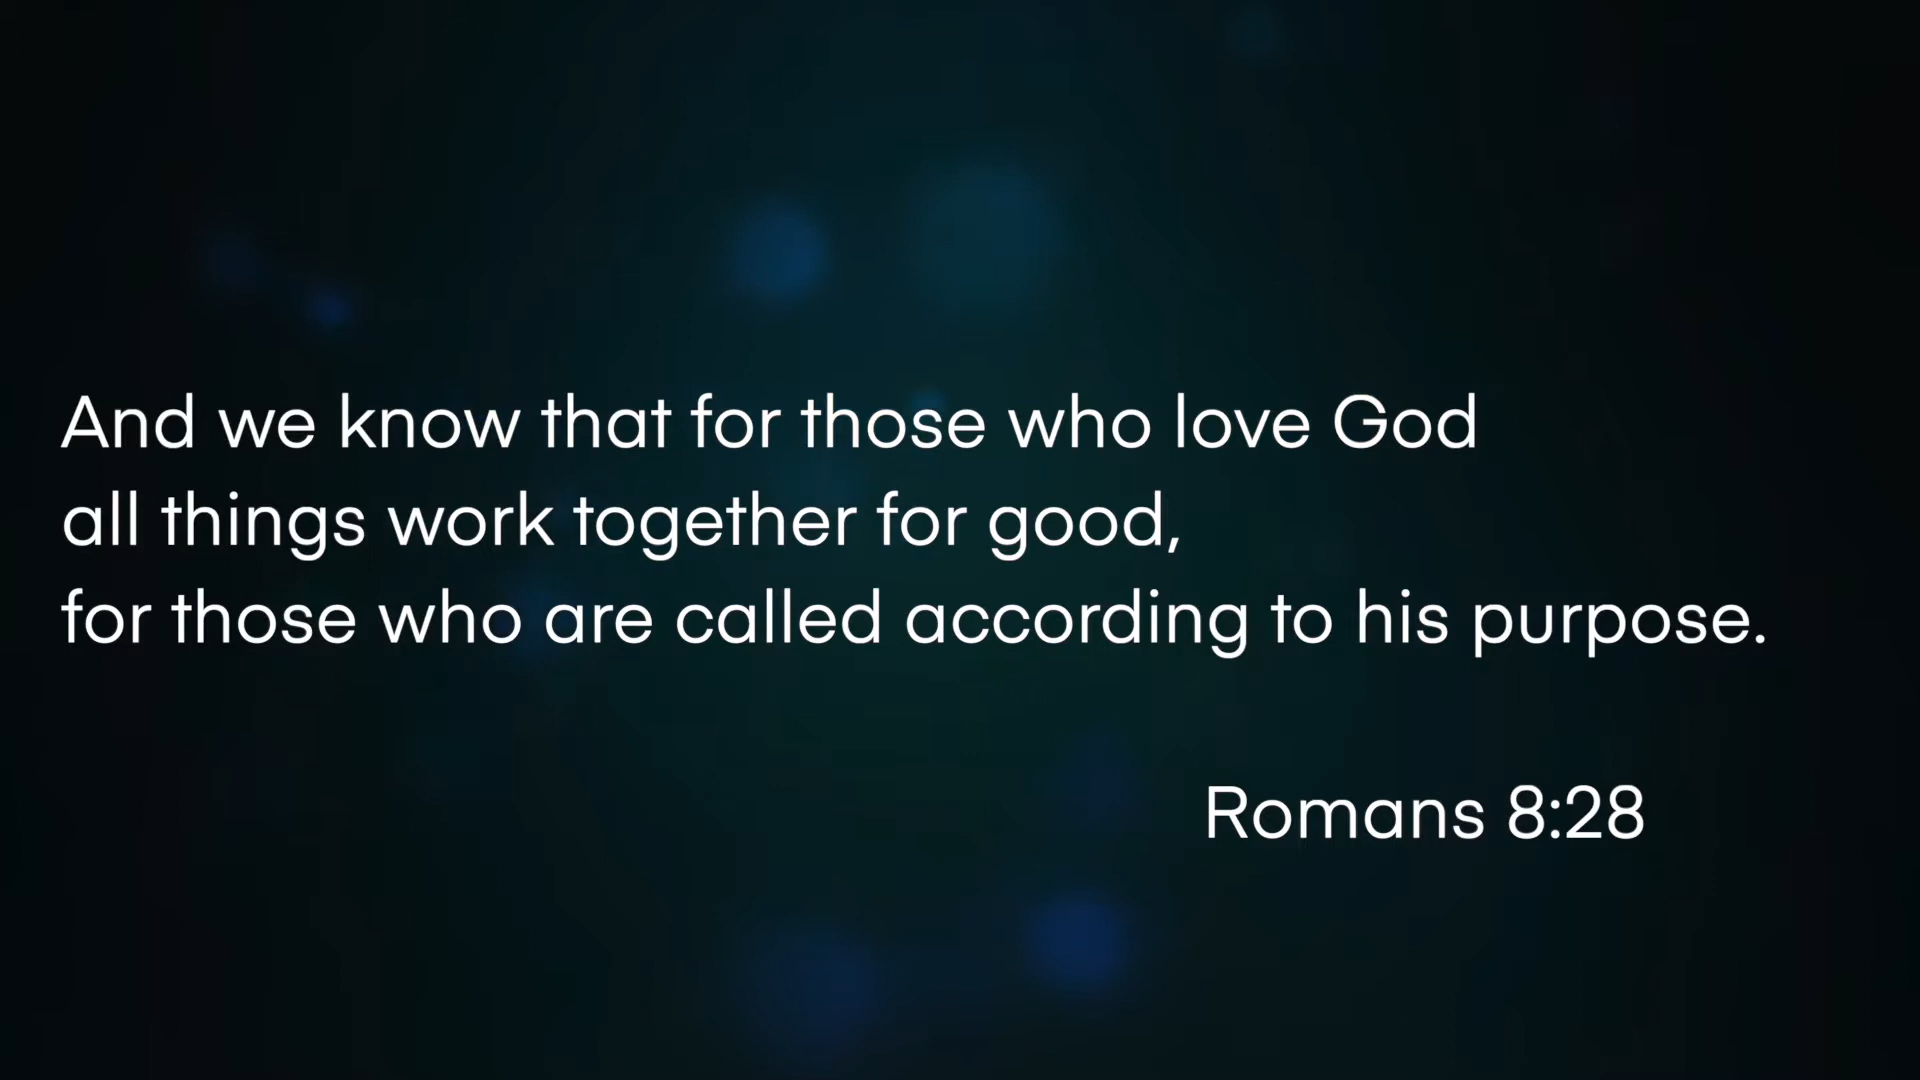 And we know that for those who love God
all things work together for good,
for those who are called according to his purpose.
Romans 8:28